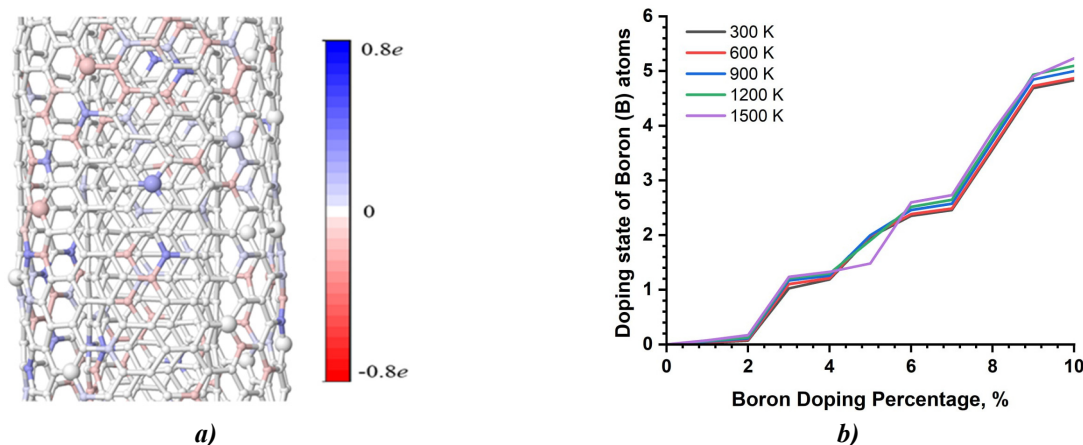 0.8e
0
-0.8e
a)
Doping state of Boron (B) atoms
6
5
4
3
2
1
0
300 K
600 K
900 K
1200 K
1500 K
0 2 4 6 8 10
Boron Doping Percentage, %
b)